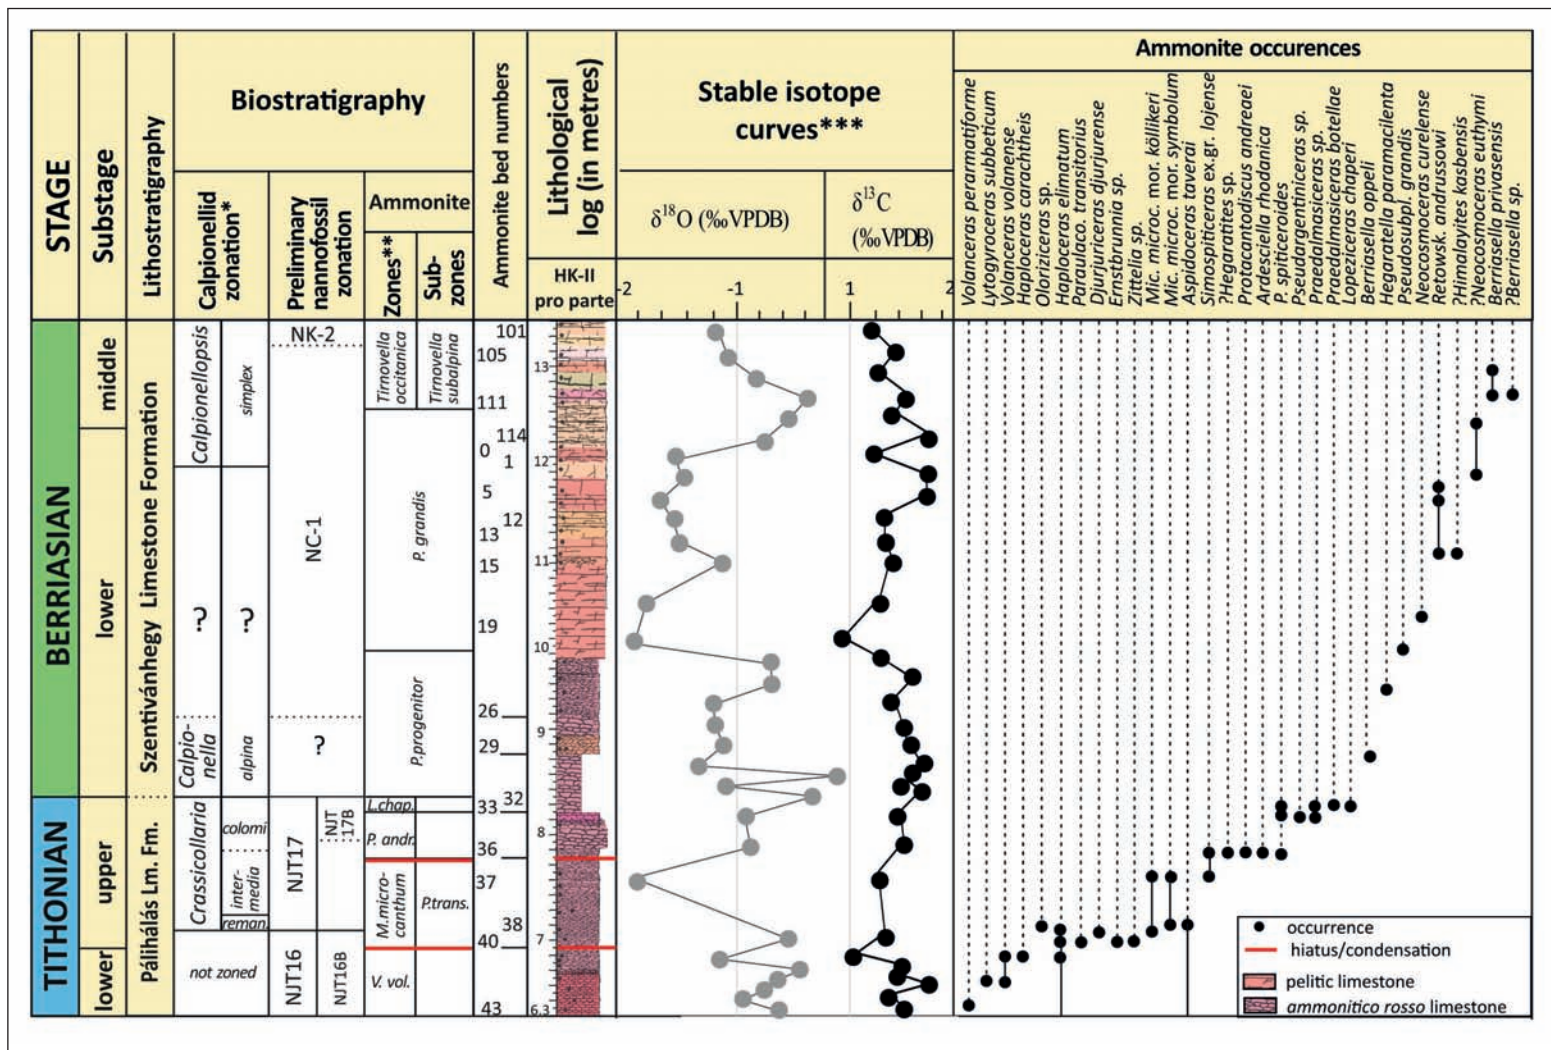 STAGE
Substage
Lithostratigraphy
Biostratigraphy
Calpionellid
zonation*
Preliminary
nannofossil
zonation
Ammonite
Zones**
Sub-
zones
Ammonite bed numbers
Lithological
log (in metres)
HK-II
pro parte
Stable isotope
curves***
δ18O (‰VPDB)
δ13C
(‰VPDB)
-2
-1
1
2
Ammonite occurences
Volanceras peramatiforme
Lytogyroceras subbeticum
Volanceras volanense
Haploceras carachtheis
Oloriziceras sp.
Haploceras elimatum
Paraulaco. transitorius
Djurjuriceras djurjurense
Ernstbrunnia sp.
Zittelia sp.
Mic. microc. mor. köllikeri
Mic. microc. mor. symbolum
Aspidoceras taverai
Simospiticeras ex.gr. lojense
?Hegaratites sp.
Protacantodiscus andreaei
Ardesciella rhodanica
P. spiticeroides
Pseudargentiniceras sp.
Praedalmasiceras sp.
Praedalmasiceras botellae
Lopeziceras chaperi
Berriasella oppeli
Hegaratella paramacilenta
Pseudosubpl. grandis
Neocosmoceras curelense
Retowsk. andrussowi
?Himalayites kasbensis
?Neocosmoceras euthymi
Berriasella privasensis
?Berriasella sp.
BERRIASIAN
TITHONIAN
middle
lower
upper
lower
Szentivánhegy Limestone Formation
Pálihálás Lm. Fm.
Calpionellopsis
simplex
?
?
Calpio-
nella
alpina
Crassicollaria
colomi
inter-
media
reman.
not zoned
NK-2
NC-1
?
NJT17
NJT
17B
NJT16
NJT16B
Tirnovella
occitanica
Tirnovella
subalpina
P. grandis
P.progenitor
L.chap.
P. andr.
M.micro-
canthum
P.trans.
V. vol.
101
105
111
114
0
1
5
12
13
15
19
26
29
32
33
36
37
38
40
43
13
12
11
10
9
8
7
6.3
occurrence
hiatus/condensation
pelitic limestone
ammonitico rosso limestone